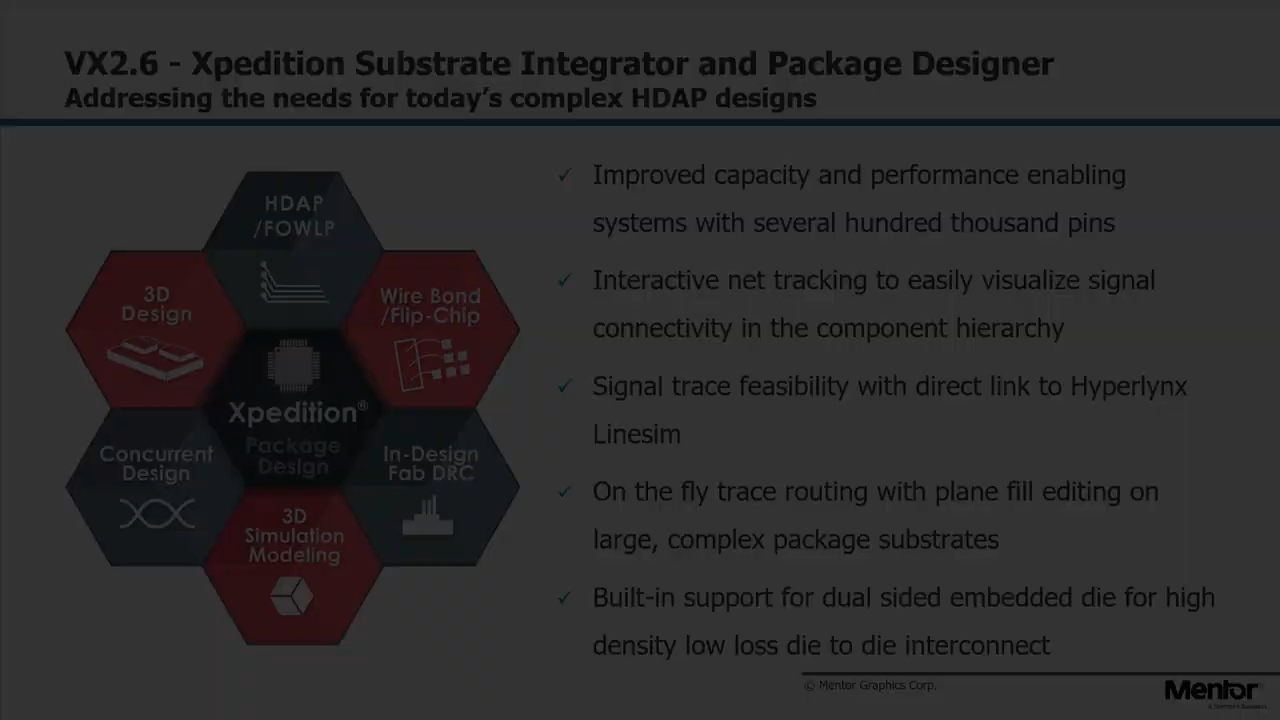 VX2.6 - Xpedition Substrate Integrator and Package Designer
Addressing the needs for today's complex HDAP designs
HDAP
/FOWLP
3D
Design
Wire Bond
/Flip-Chip
Xpedition®
Package
Design
Concurrent
Design
In-Design
Fab DRC
3D
Simulation
Modeling
✓ Improved capacity and performance enabling
systems with several hundred thousand pins
✓ Interactive net tracking to easily visualize signal
connectivity in the component hierarchy
✓ Signal trace feasibility with direct link to Hyperlynx
Linesim
✓ On the fly trace routing with plane fill editing on
large, complex package substrates
✓ Built-in support for dual sided embedded die for high
density low loss die to die interconnect
© Mentor Graphics Corp.
Mentor
A Siemens Business